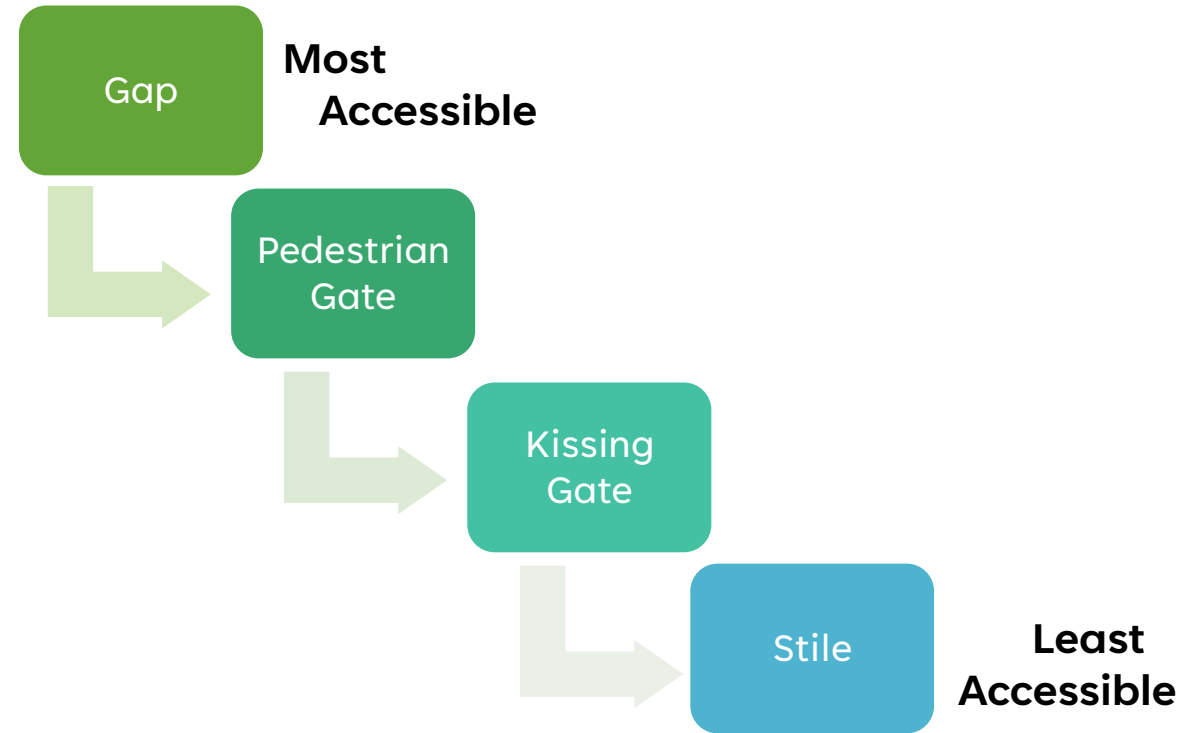 Gap
Most
Accessible
Pedestrian
Gate
Kissing
Gate
Stile
Least
Accessible